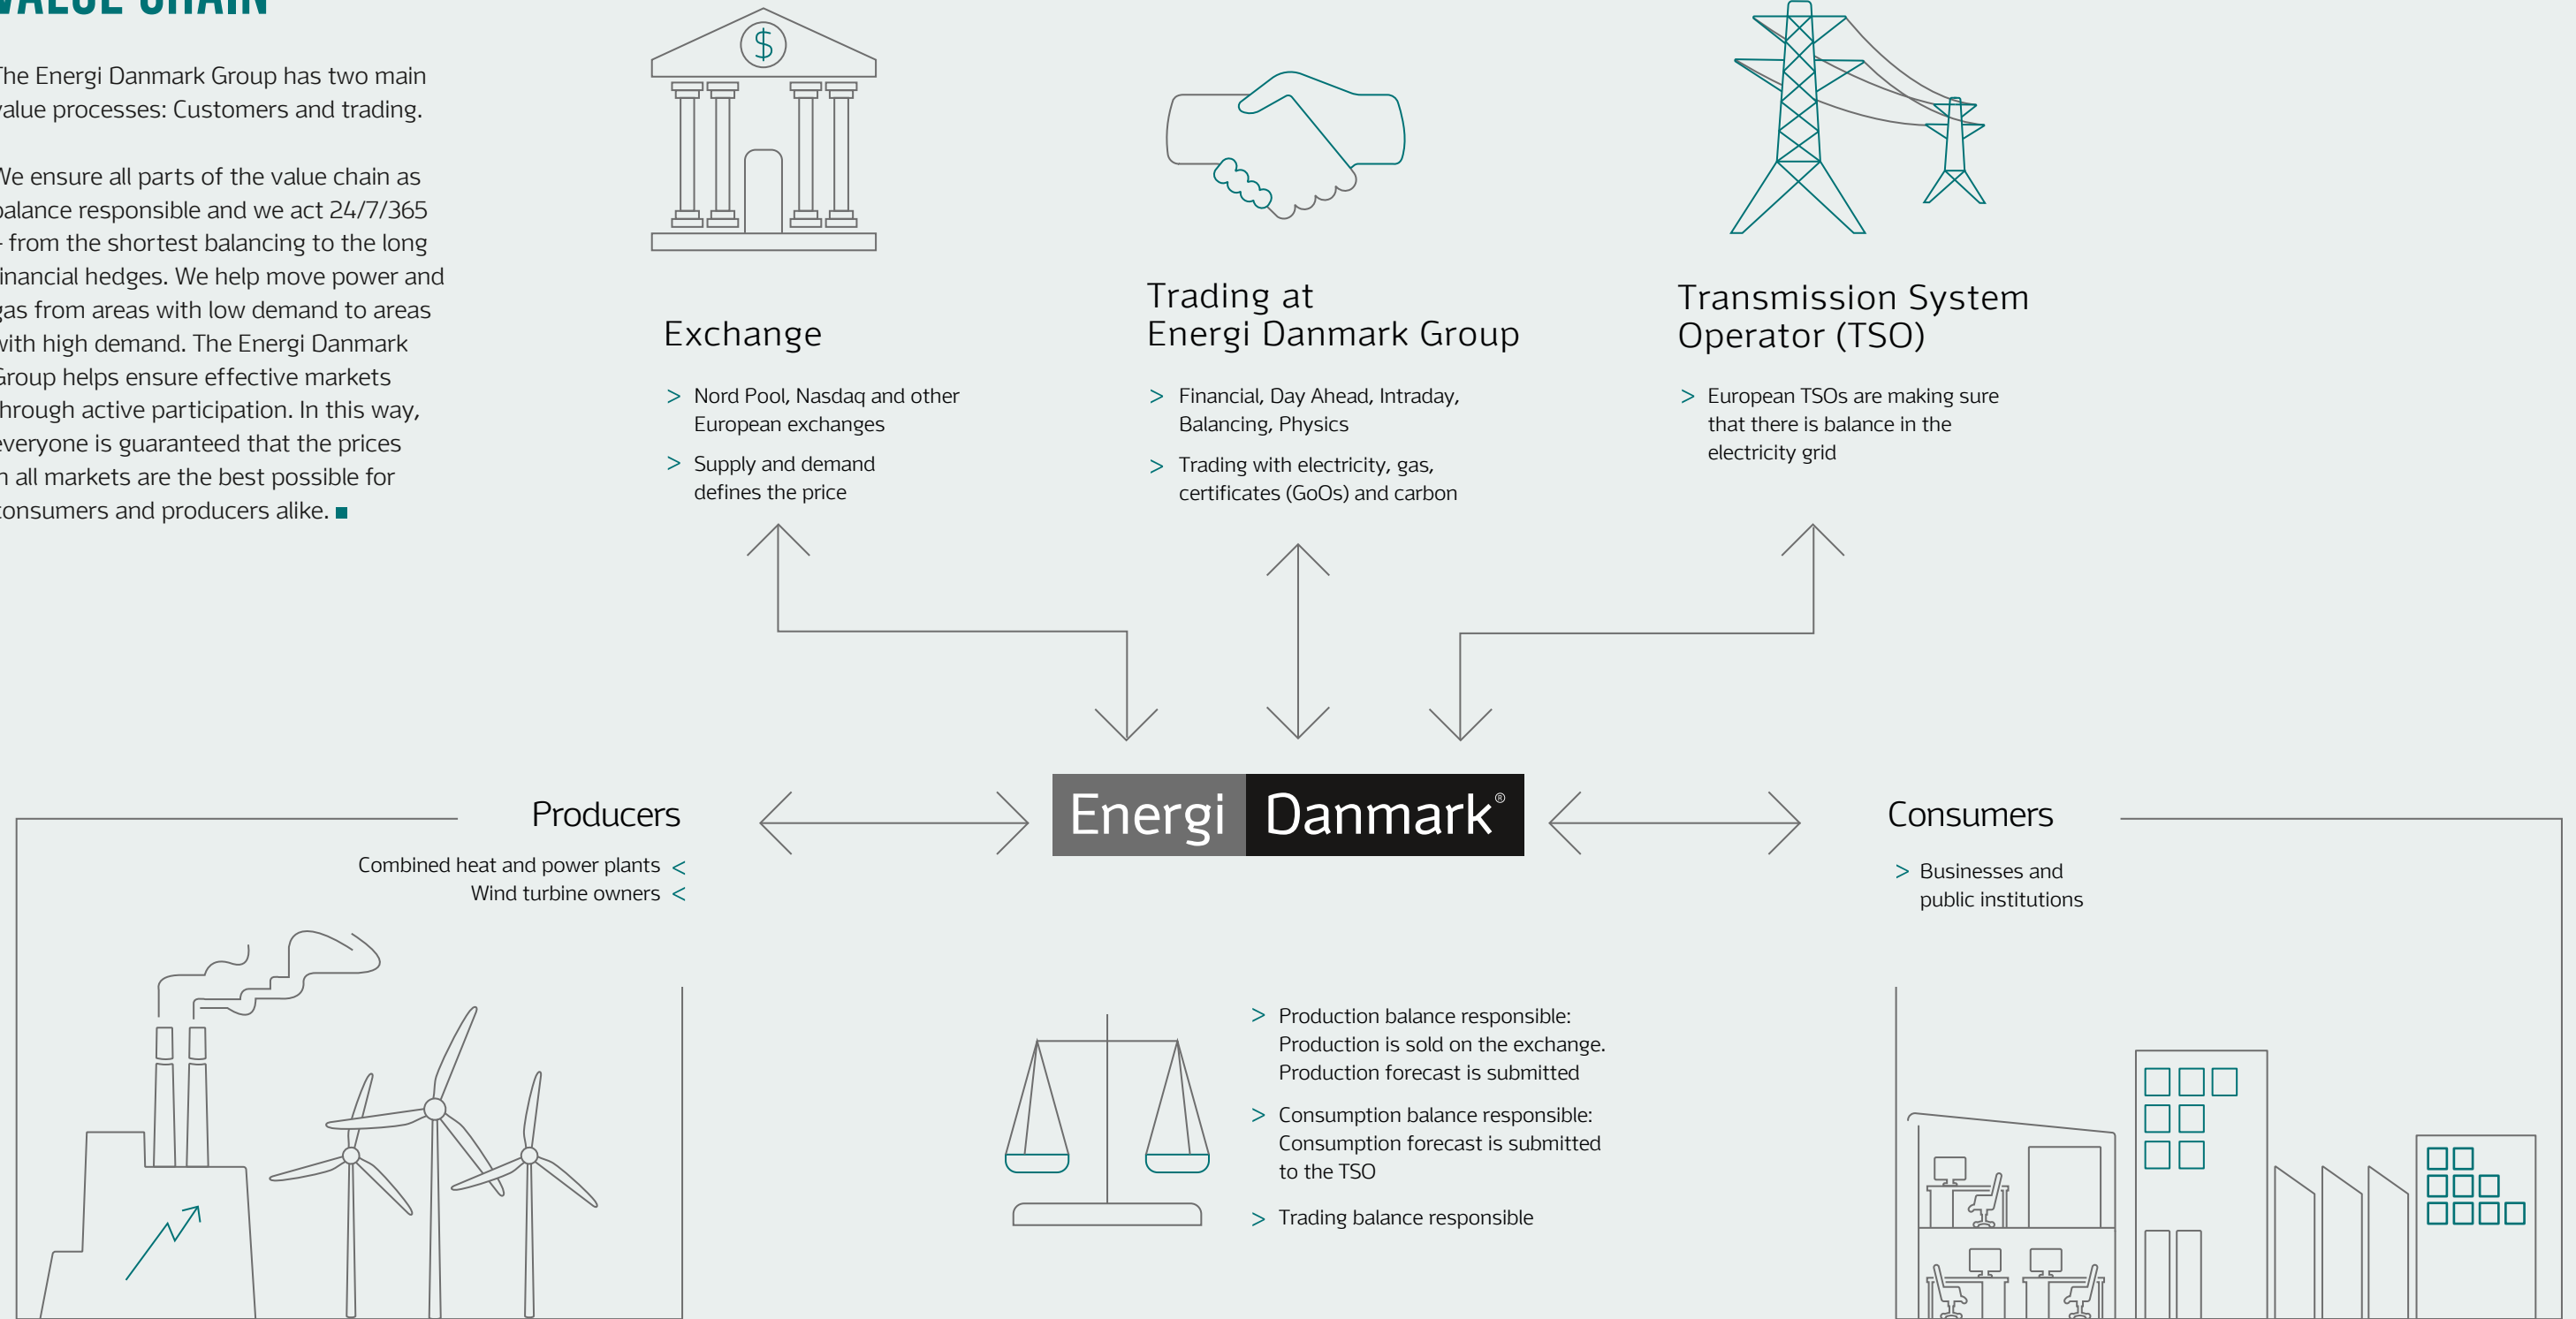 VALUE CHAIN
The Energi Danmark Group has two main
value processes: Customers and trading.
We ensure all parts of the value chain as
balance responsible and we act 24/7/365
- from the shortest balancing to the long
financial hedges. We help move power and
gas from areas with low demand to areas
with high demand. The Energi Danmark
Group helps ensure effective markets
through active participation. In this way,
everyone is guaranteed that the prices
in all markets are the best possible for
consumers and producers alike.
$
Exchange
> Nord Pool, Nasdaq and other
European exchanges
> Supply and demand
defines the price
Trading at
Energi Danmark Group
> Financial, Day Ahead, Intraday,
Balancing, Physics
> Trading with electricity, gas,
certificates (GoOs) and carbon
Transmission System
Operator (TSO)
> European TSOs are making sure
that there is balance in the
electricity grid
Producers
Combined heat and power plants <
Wind turbine owners <
Energi Danmark®
Consumers
> Businesses and
public institutions
> Production balance responsible:
Production is sold on the exchange.
Production forecast is submitted
> Consumption balance responsible:
Consumption forecast is submitted
to the TSO
> Trading balance responsible